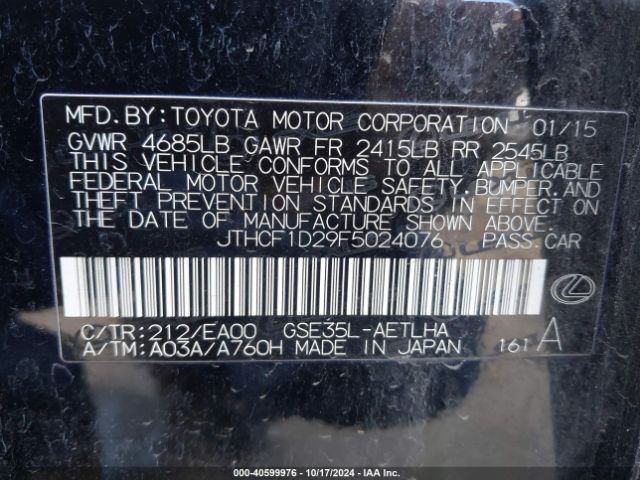 MFD.BY:TOYOTA MOTOR CORPORATION 01/15
GVWR 4685LB GAWR FR 2415LB RR 2545LB
THIS VEHICLE CONFORMS TO ALL APPLICABLE
FEDERAL MOTOR VEHICLE SAFETY,BUMPER,AND
THEFT PREVENTION STANDARDS IN EFFECT ON
THE DATE OF MANUFACTURE SHOWN ABOVE.
JTHCF1D29F5024076 PASS.CAR
C/TR:212/EA00 GSE35L-AETLHA
A/TM:A03A/A760H MADE IN JAPAN 161 A
000-40599976 | 10/17/2024 - IAA Inc.